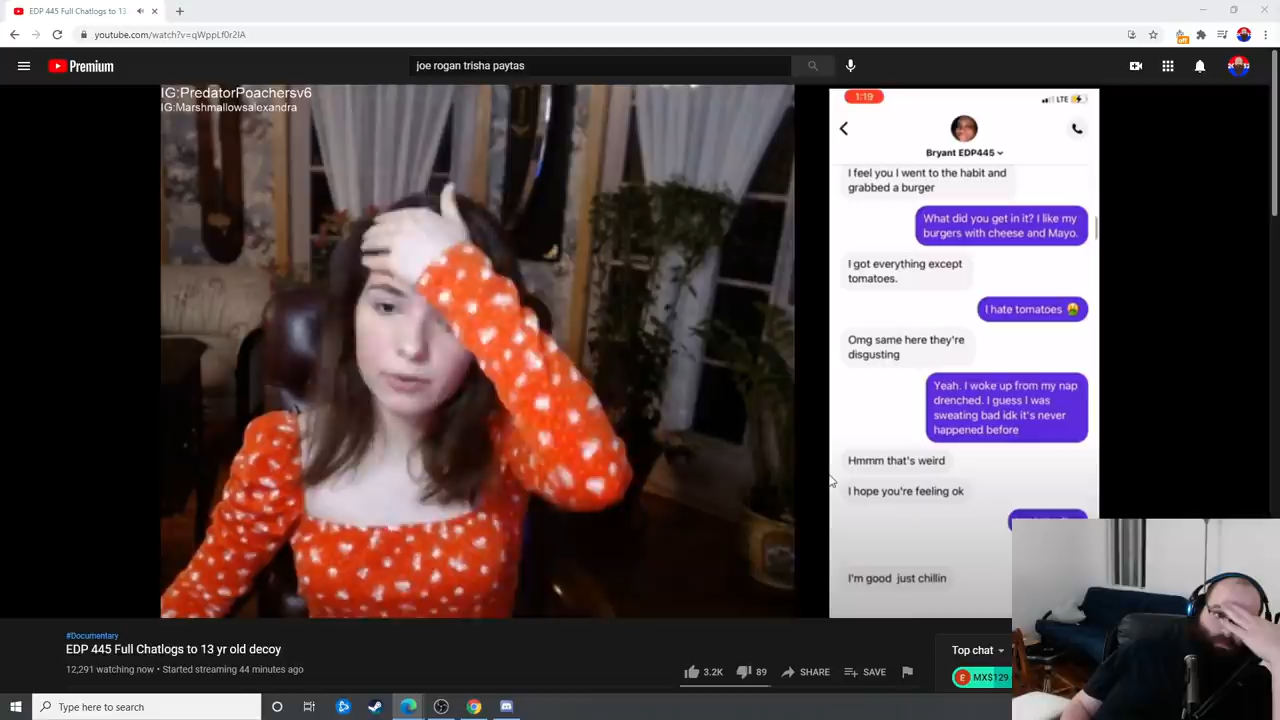 EDP 445 Full Chatlogs to 13
youtube.com/watch?v=qWppLf0r2IA
off
Premium
joe rogan trisha paytas
IG:PredatorPoachersv6
IG:Marshmallowsalexandra
1:19
LTE
Bryant EDP445
I feel you I went to the habit and
grabbed a burger
What did you get in it? I like my
burgers with cheese and Mayo.
I got everything except
tomatoes.
I hate tomatoes 🤮
Omg same here they're
disgusting
Yeah. I woke up from my nap
drenched. I guess I was
sweating bad idk it's never
happened before
Hmmm that's weird
I hope you're feeling ok
I'm good just chillin
#Documentary
EDP 445 Full Chatlogs to 13 yr old decoy
12,291 watching now • Started streaming 44 minutes ago
3.2K
89
SHARE
SAVE
Top chat
E
MX$129
Type here to search